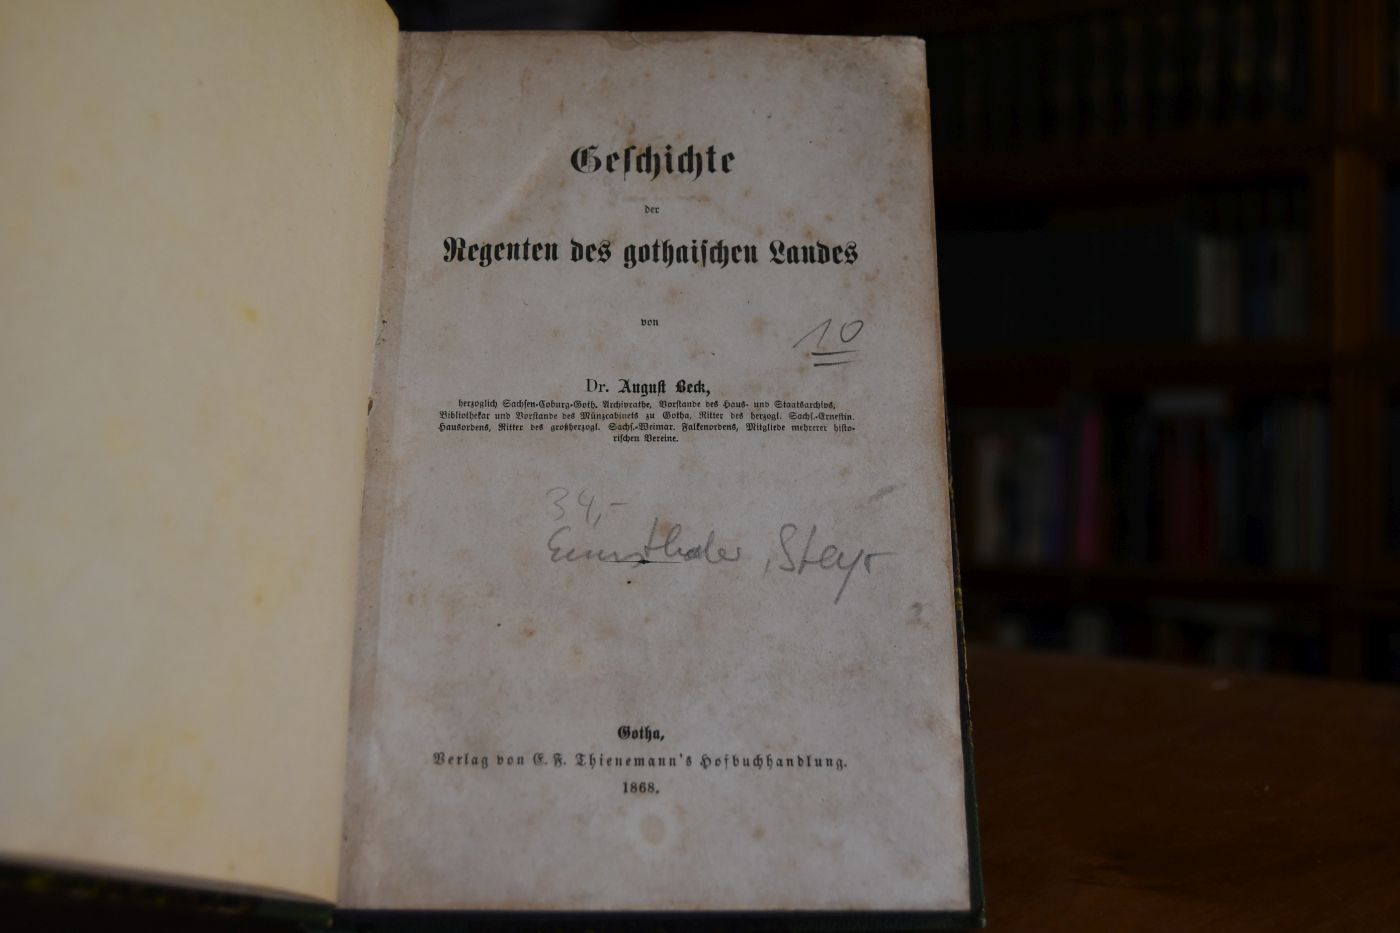 Geschichte
der
Regenten des gothaischen Landes
von
10
Dr. August Beck,
herzoglich Sachsen-Coburg-Goth. Archivrathe, Vorstande des Haus- und Staatsarchivs,
Bibliothekar und Vorstande des Münzcabinets zu Gotha, Ritter des herzogl. Sachs.-Ernestin.
Hausordens, Ritter des großherzogl. Sachs.-Weimar. Falkenordens, Mitgliede mehrerer histo-
rischen Vereine.
34,-
, Steyr
Gotha,
Verlag von E. F. Thienemann's Hofbuchhandlung.
1868.